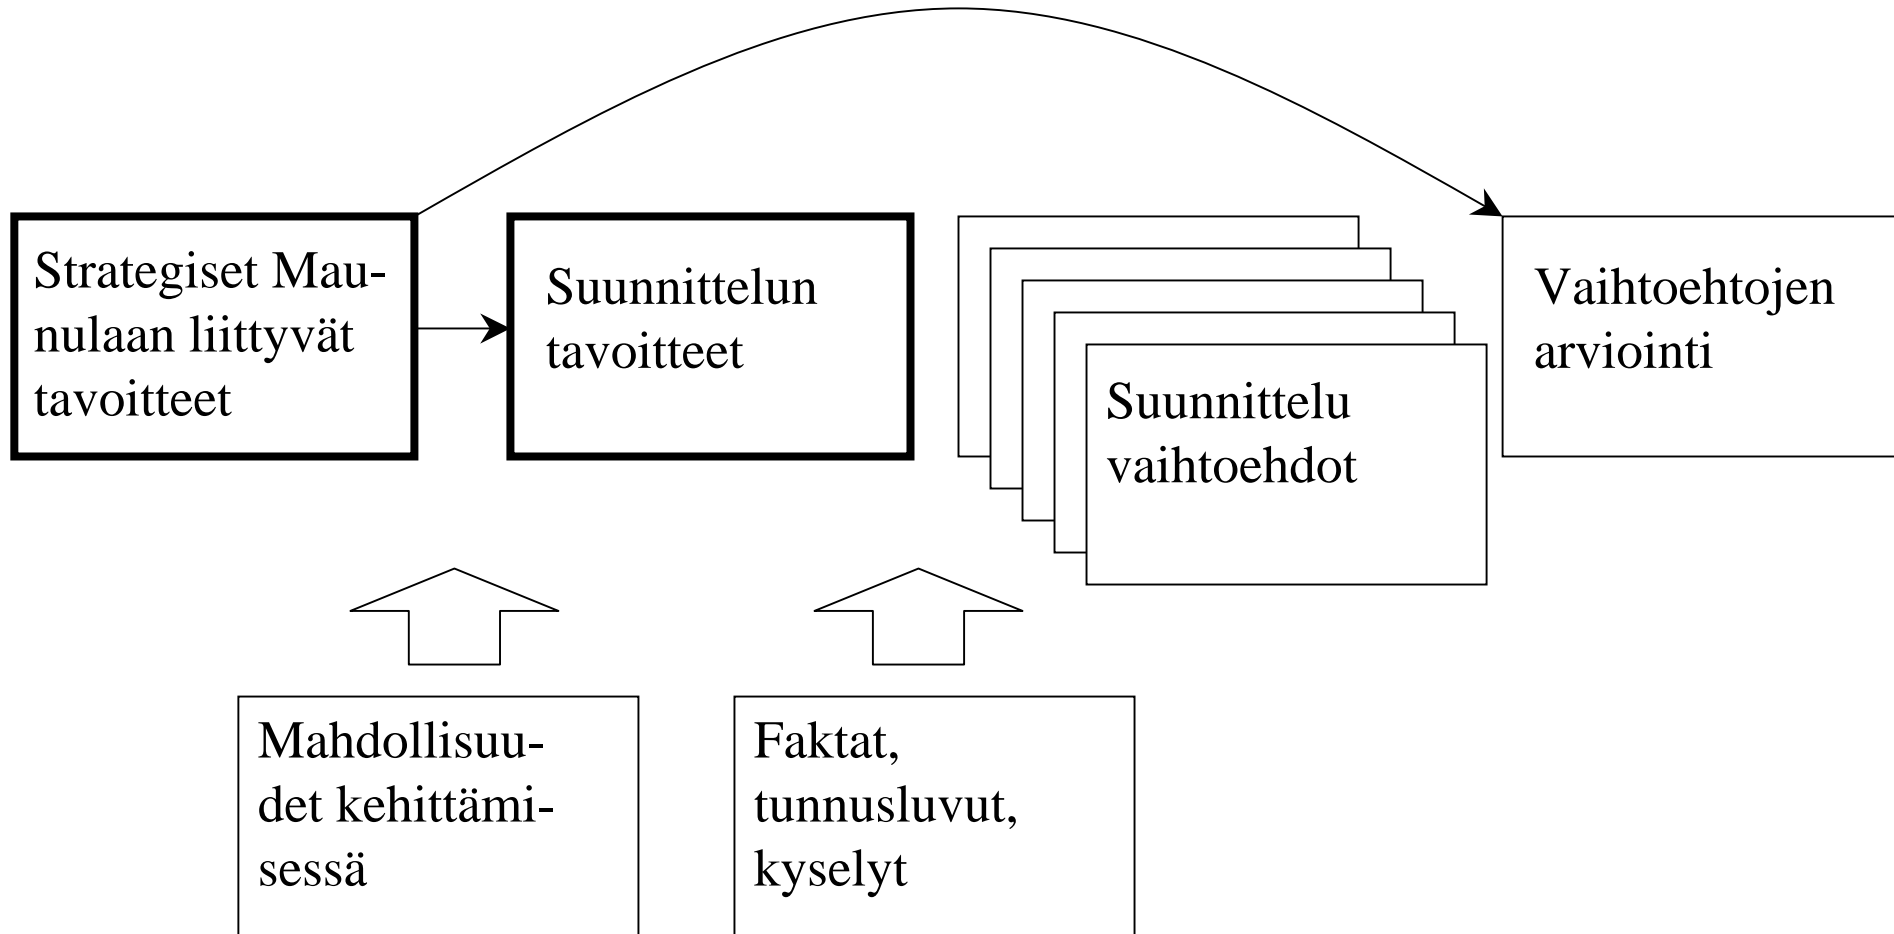 Strategiset Mau-
nulaan liittyvät
tavoitteet
Suunnittelun
tavoitteet
Suunnittelu
vaihtoehdot
Vaihtoehtojen
arviointi
Mahdollisuu-
det kehittämi-
sessä
Faktat,
tunnusluvut,
kyselyt